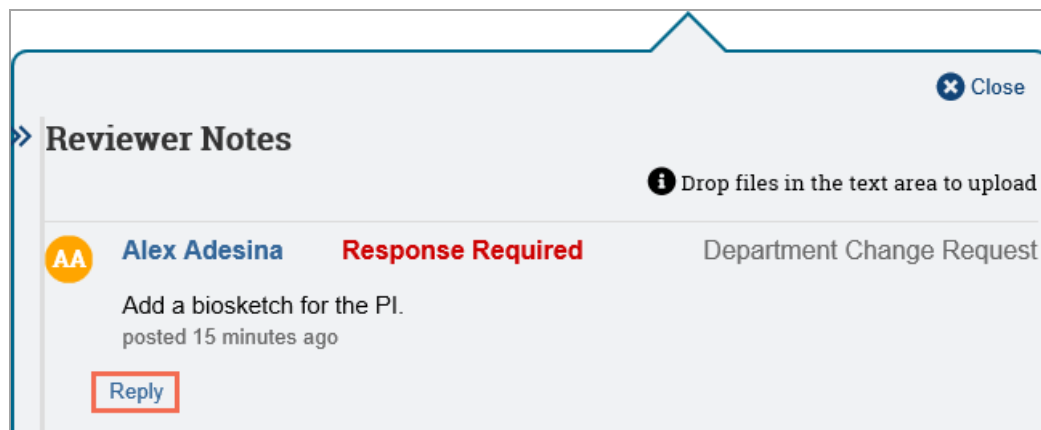 Close
Reviewer Notes
Drop files in the text area to upload
AA Alex Adesina Response Required Department Change Request
Add a biosketch for the PI.
posted 15 minutes ago
Reply